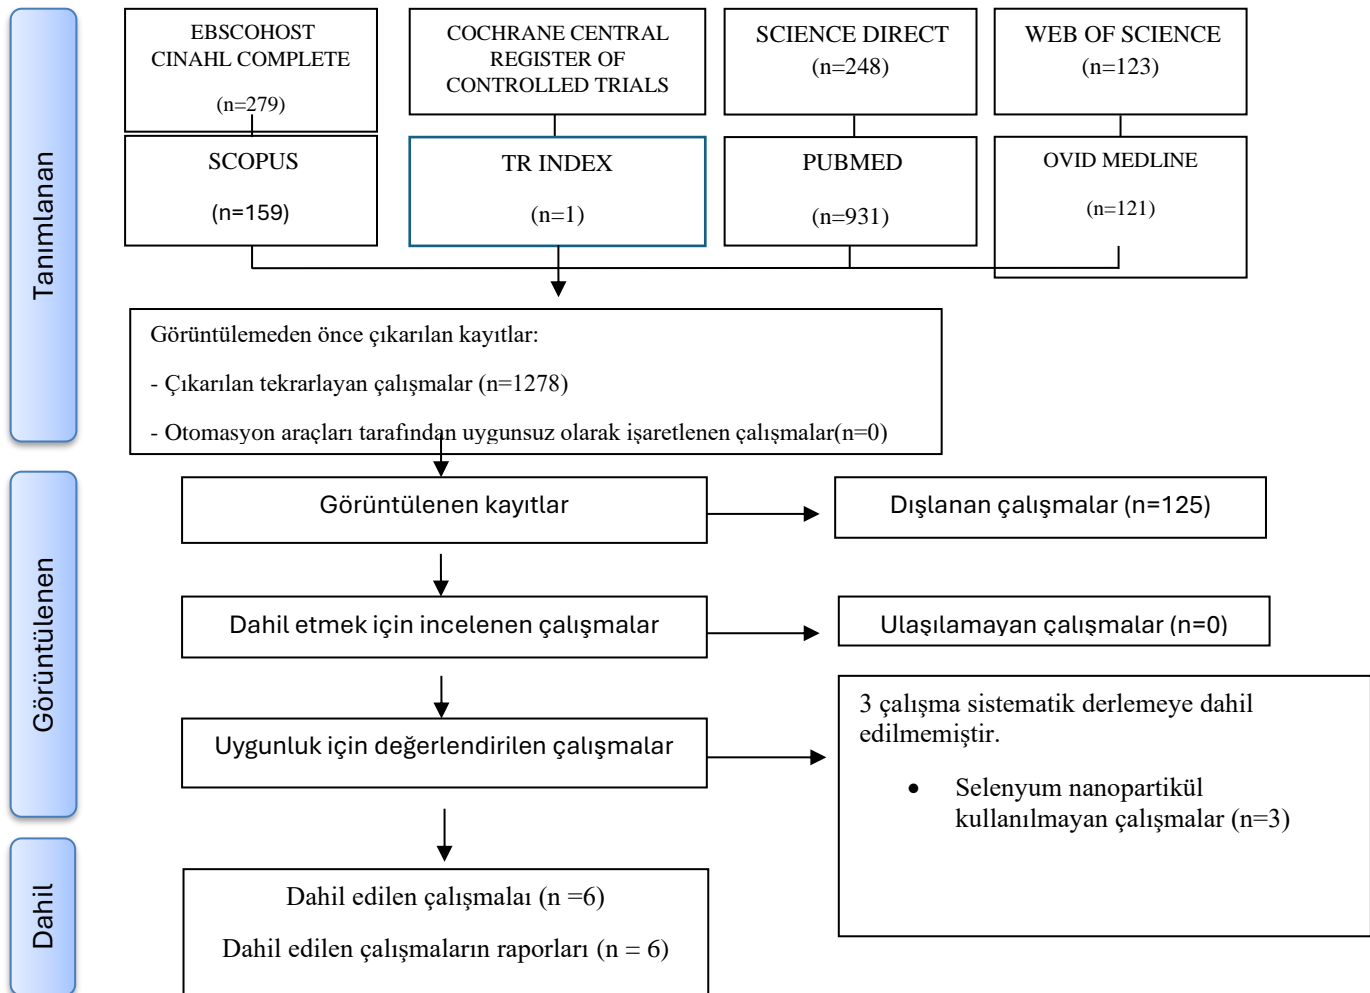 Tanımlanan
EBSCOHOST
CINAHL COMPLETE
(n=279)
COCHRANE CENTRAL
REGISTER OF
CONTROLLED TRIALS
SCIENCE DIRECT
(n=248)
WEB OF SCIENCE
(n=123)
SCOPUS
(n=159)
TR INDEX
(n=1)
PUBMED
(n=931)
OVID MEDLINE
(n=121)
Görüntülemeden önce çıkarılan kayıtlar:
- Çıkarılan tekrarlayan çalışmalar (n=1278)
- Otomasyon araçları tarafından uygunsuz olarak işaretlenen çalışmalar(n=0)
Görüntülenen
Görüntülenen kayıtlar
Dışlanan çalışmalar (n=125)
Dahil etmek için incelenen çalışmalar
Ulaşılamayan çalışmalar (n=0)
Uygunluk için değerlendirilen çalışmalar
3 çalışma sistematik derlemeye dahil
edilmemiştir.
• Selenyum nanopartikül
kullanılmayan çalışmalar (n=3)
Dahil
Dahil edilen çalışmalaı (n =6)
Dahil edilen çalışmaların raporları (n = 6)